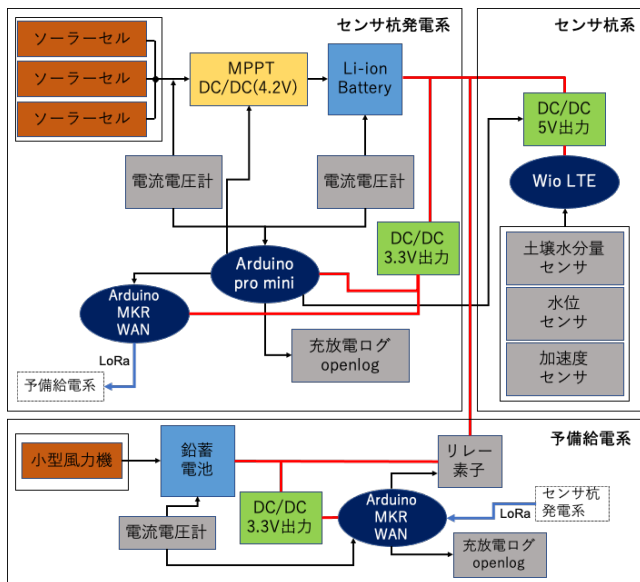 センサ杭発電系
ソーラーセル
ソーラーセル
ソーラーセル
MPPT
DC/DC(4.2V)
Li-ion
Battery
電流電圧計
電流電圧計
DC/DC
3.3V出力
Arduino
pro mini
Arduino
MKR
WAN
LoRa
予備給電系
充放電ログ
openlog
センサ杭系
DC/DC
5V出力
Wio LTE
土壌水分量
センサ
水位
センサ
加速度
センサ
予備給電系
小型風力機
鉛蓄
電池
リレー
素子
電流電圧計
DC/DC
3.3V出力
Arduino
MKR
WAN
LoRa
センサ杭
発電系
充放電ログ
openlog